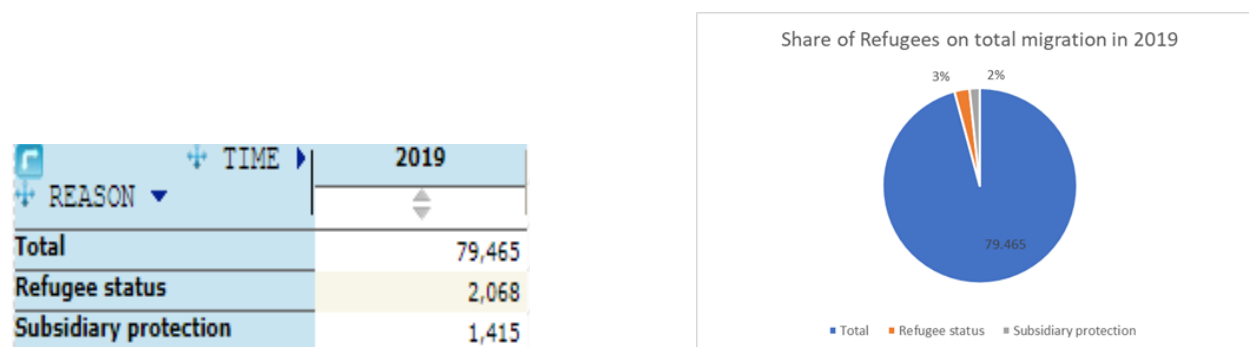 TIME 2019
REASON
Total 79,465
Refugee status 2,068
Subsidiary protection 1,415
Share of Refugees on total migration in 2019
3% 2%
79.465
Total Refugee status Subsidiary protection